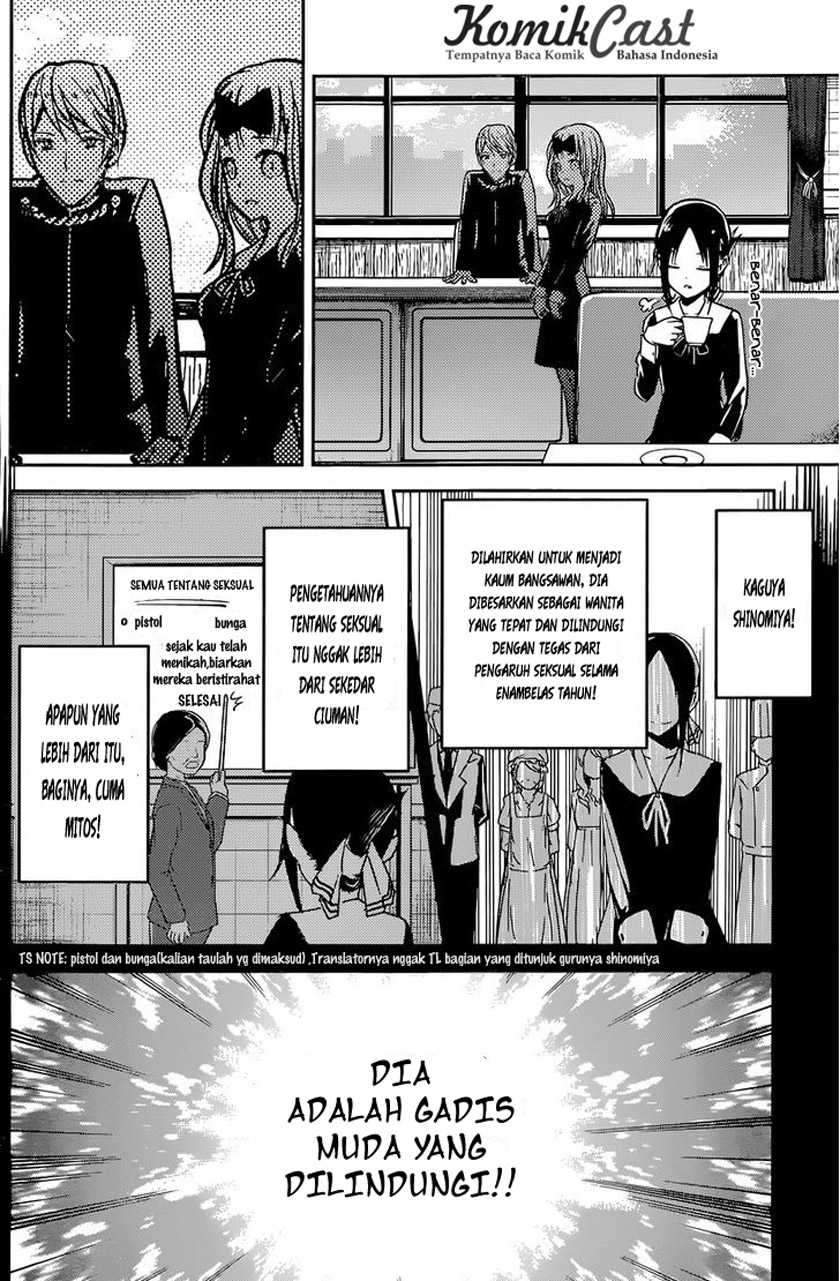 KomikCast
Tempatnya Baca Komik Bahasa Indonesia
BENAR-BENAR...
KAGUYA
SHINOMIYA!
DILAHIRKAN UNTUK MENJADI
KAUM BANGSAWAN, DIA
DIBESARKAN SEBAGAI WANITA
YANG TEPAT DAN DILINDUNGI
DENGAN TEGAS DARI
PENGARUH SEKSUAL SELAMA
ENAMBELAS TAHUN!
PENGETAHUANNYA
TENTANG SEKSUAL
ITU NGGAK LEBIH
DARI SEKEDAR
CIUMAN!
SEMUA TENTANG SEKSUAL
o pistol bunga
sejak kau telah
menikah,biarkan
mereka beristirahat
SELESAI
APAPUN YANG
LEBIH DARI ITU,
BAGINYA, CUMA
MITOS!
TS NOTE: pistol dan bunga(kalian taulah yg dimaksud) ,Translatornya nggak TL bagian yang ditunjuk gurunya shinomiya
DIA
ADALAH GADIS
MUDA YANG
DILINDUNGI!!